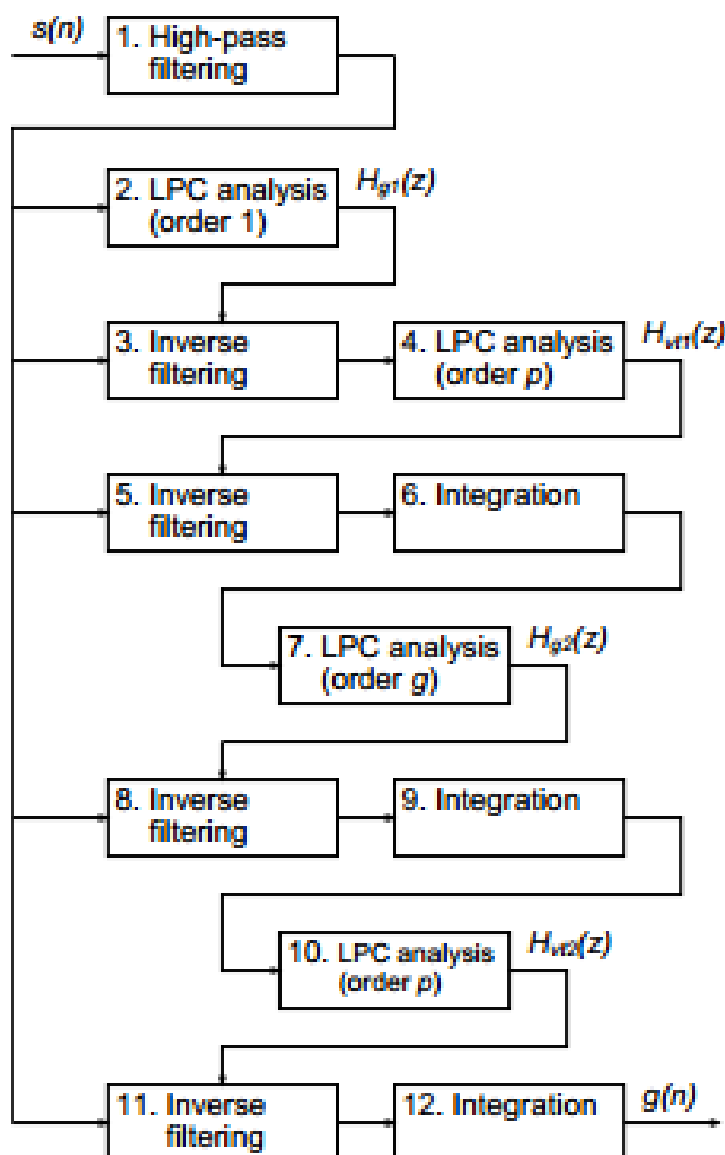 s(n)
1. High-pass
filtering
2. LPC analysis
(order 1)
Hg1(z)
3. Inverse
filtering
4. LPC analysis
(order p)
Hvt1(z)
5. Inverse
filtering
6. Integration
7. LPC analysis
(order g)
Hg2(z)
8. Inverse
filtering
9. Integration
10. LPC analysis
(order p)
Hvt2(z)
11. Inverse
filtering
12. Integration
g(n)